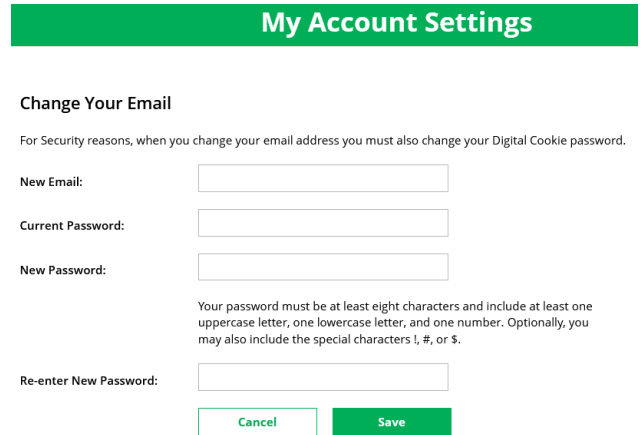 My Account Settings
Change Your Email
For Security reasons, when you change your email address you must also change your Digital Cookie password.
New Email:
Current Password:
New Password:
Your password must be at least eight characters and include at least one
uppercase letter, one lowercase letter, and one number. Optionally, you
may also include the special characters !, #, or $.
Re-enter New Password:
Cancel Save